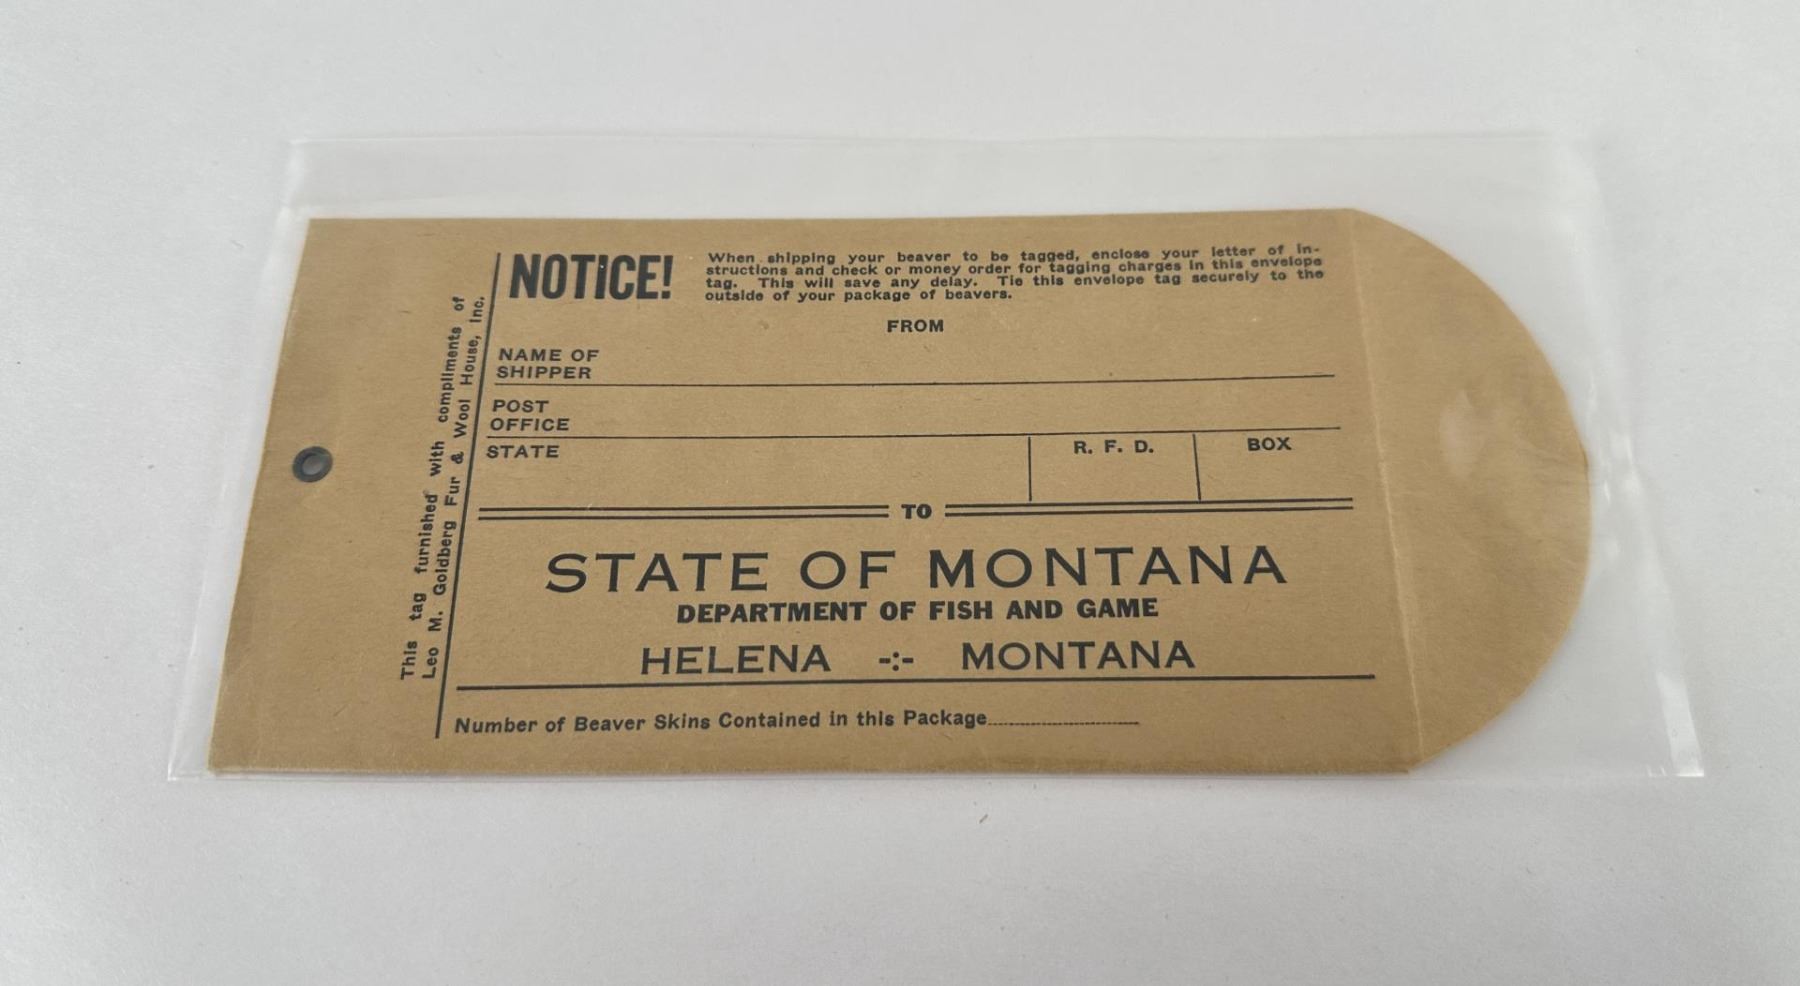 This tag furnished with compliments of
Leo M. Goldberg Fur & Wool House, Inc.
NOTICE!
When shipping your beaver to be tagged, enclose your letter of in-
structions and check or money order for tagging charges in this envelope
tag. This will save any delay. Tie this envelope tag securely to the
outside of your package of beavers.
FROM
NAME OF
SHIPPER
POST
OFFICE
STATE
R. F. D.
BOX
TO
STATE OF MONTANA
DEPARTMENT OF FISH AND GAME
HELENA -:- MONTANA
Number of Beaver Skins Contained in this Package